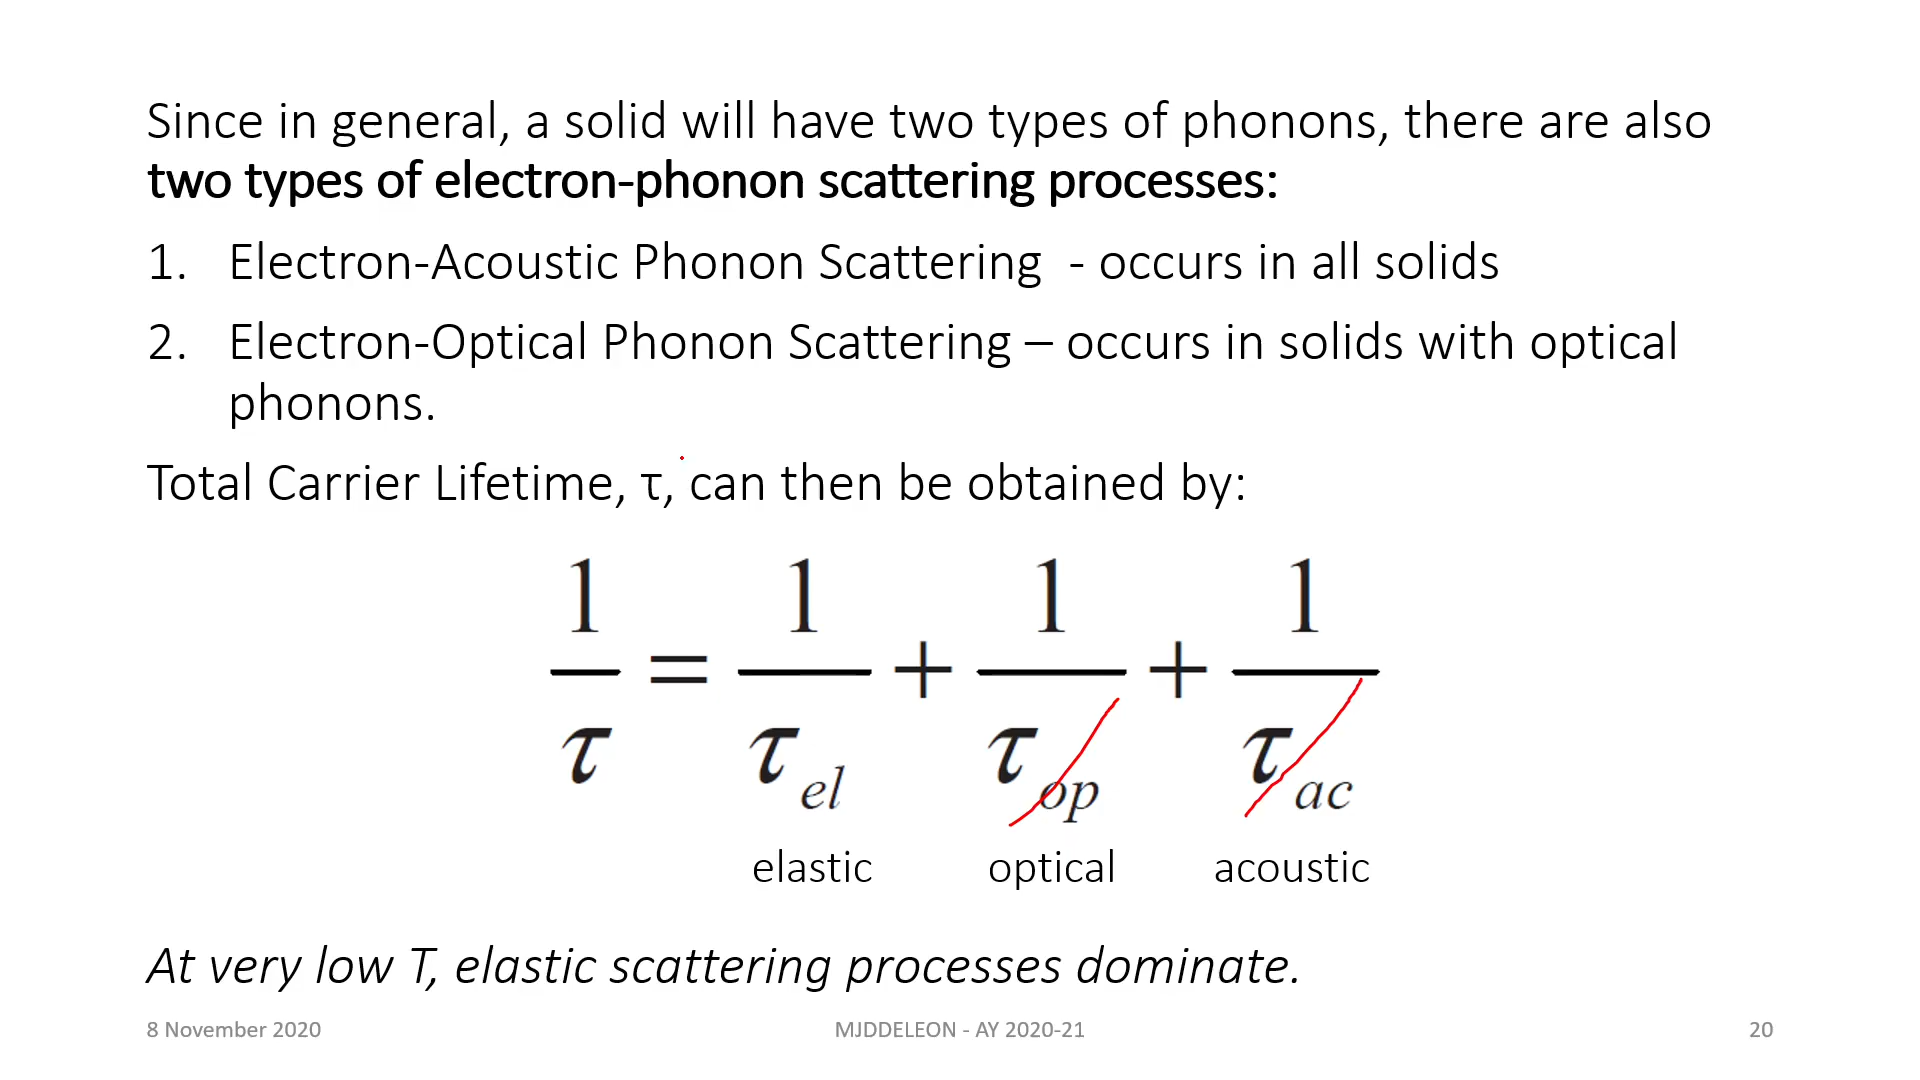 Since in general, a solid will have two types of phonons, there are also
two types of electron-phonon scattering processes:
1. Electron-Acoustic Phonon Scattering - occurs in all solids
2. Electron-Optical Phonon Scattering – occurs in solids with optical
phonons.
Total Carrier Lifetime, τ, can then be obtained by:
1/τ = 1/τ_el + 1/τ_op + 1/τ_ac
elastic optical acoustic
At very low T, elastic scattering processes dominate.
8 November 2020 MJDDELEON - AY 2020-21 20